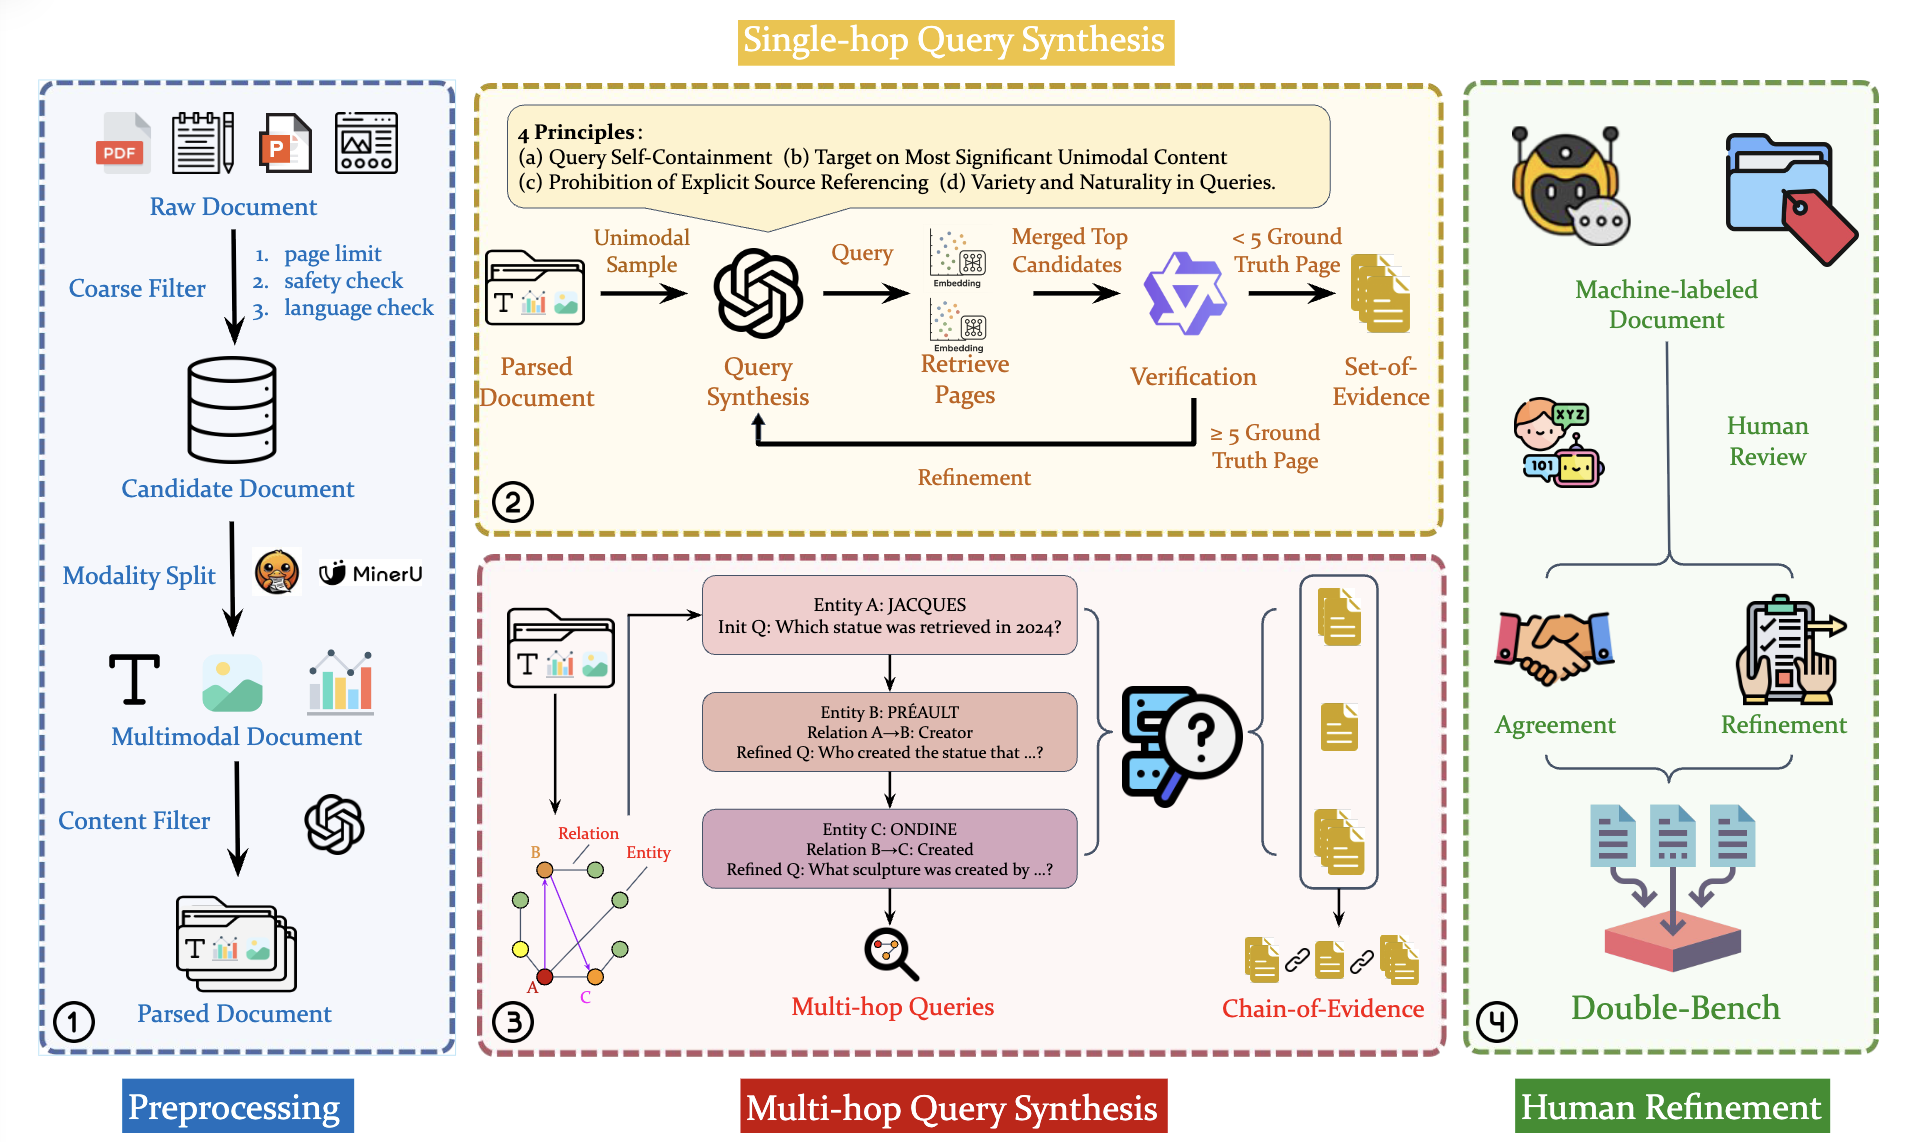 Single-hop Query Synthesis
PDF
P
Raw Document
Coarse Filter
1. page limit
2. safety check
3. language check
Candidate Document
Modality Split
MinerU
T
Multimodal Document
Content Filter
T
Parsed Document
1
Preprocessing
4 Principles:
(a) Query Self-Containment (b) Target on Most Significant Unimodal Content
(c) Prohibition of Explicit Source Referencing (d) Variety and Naturality in Queries.
T
Parsed
Document
Unimodal
Sample
Query
Synthesis
Query
Embedding
Embedding
Retrieve
Pages
Merged Top
Candidates
Verification
< 5 Ground
Truth Page
Set-of-
Evidence
≥ 5 Ground
Truth Page
Refinement
2
T
Relation
Entity
B
A
C
Entity A: JACQUES
Init Q: Which statue was retrieved in 2024?
Entity B: PRÉAULT
Relation A→B: Creator
Refined Q: Who created the statue that ...?
Entity C: ONDINE
Relation B→C: Created
Refined Q: What sculpture was created by ...?
?
Multi-hop Queries
Chain-of-Evidence
3
Multi-hop Query Synthesis
Machine-labeled
Document
XYZ
101
Human
Review
Agreement
Refinement
Double-Bench
4
Human Refinement